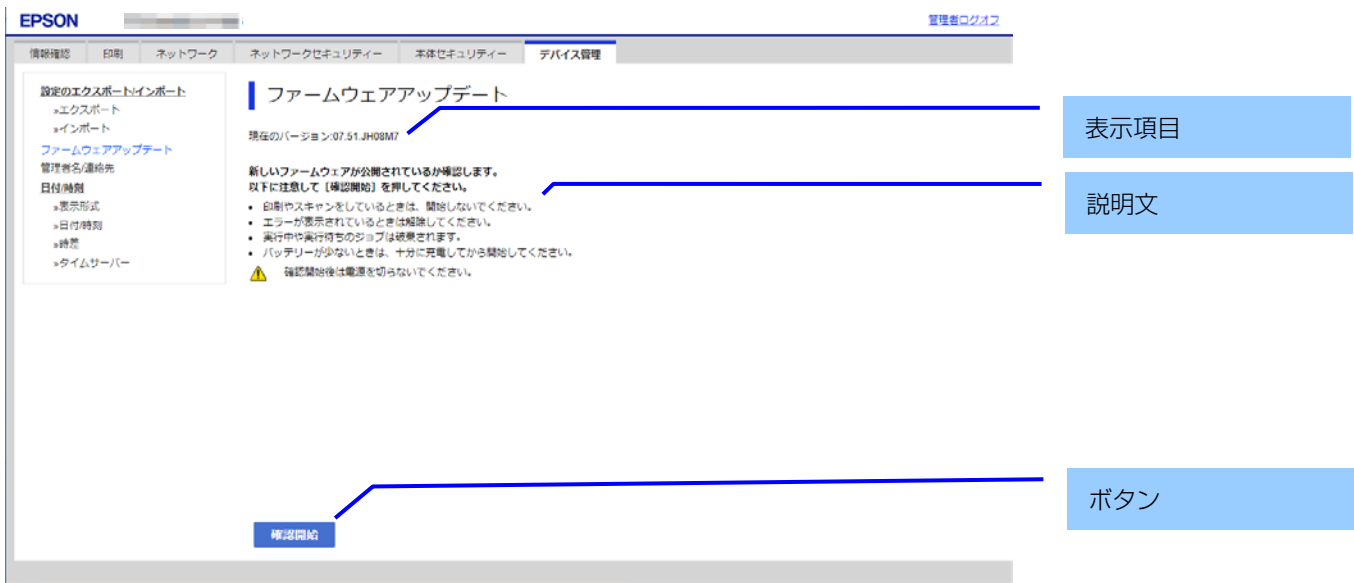 EPSON
管理者ログオフ
情報確認 印刷 ネットワーク ネットワークセキュリティー 本体セキュリティー デバイス管理
設定のエクスポート/インポート
»エクスポート
»インポート
ファームウェアアップデート
管理者名/連絡先
日付/時刻
»表示形式
»日付/時刻
»時差
»タイムサーバー
ファームウェアアップデート
現在のバージョン:07.51.JH08M7
新しいファームウェアが公開されているか確認します。
以下に注意して [確認開始] を押してください。
• 印刷やスキャンをしているときは、開始しないでください。
• エラーが表示されているときは解除してください。
• 実行中や実行待ちのジョブは破棄されます。
• バッテリーが少ないときは、十分に充電してから開始してください。
確認開始後は電源を切らないでください。
確認開始
表示項目
説明文
ボタン